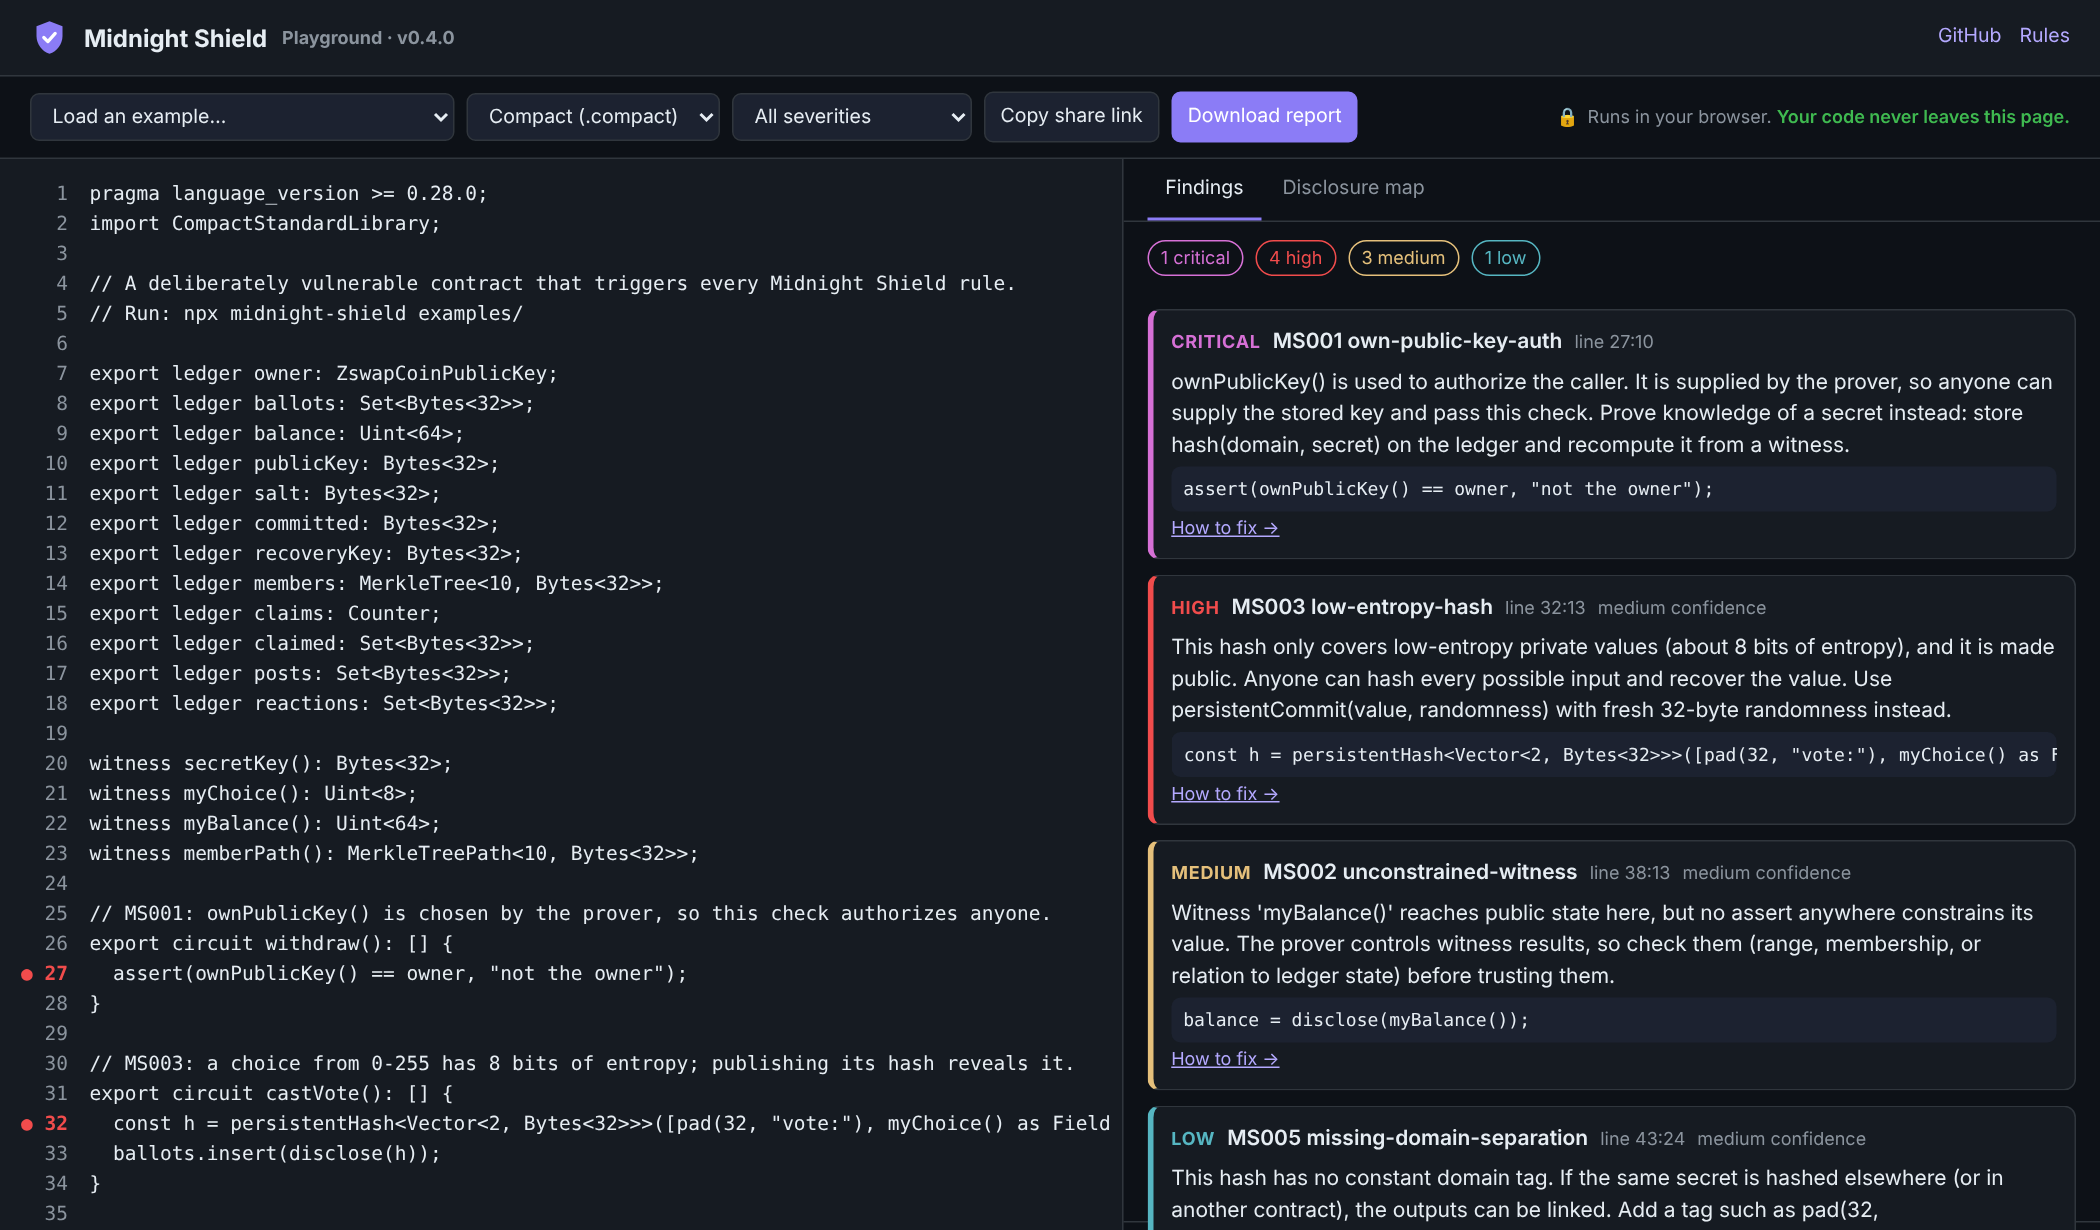 Midnight Shield Playground · v0.4.0
GitHub Rules
Load an example...
Compact (.compact)
All severities
Copy share link
Download report
🔒 Runs in your browser. Your code never leaves this page.
1 pragma language_version >= 0.28.0;
2 import CompactStandardLibrary;
3
4 // A deliberately vulnerable contract that triggers every Midnight Shield rule.
5 // Run: npx midnight-shield examples/
6
7 export ledger owner: ZswapCoinPublicKey;
8 export ledger ballots: Set<Bytes<32>>;
9 export ledger balance: Uint<64>;
10 export ledger publicKey: Bytes<32>;
11 export ledger salt: Bytes<32>;
12 export ledger committed: Bytes<32>;
13 export ledger recoveryKey: Bytes<32>;
14 export ledger members: MerkleTree<10, Bytes<32>>;
15 export ledger claims: Counter;
16 export ledger claimed: Set<Bytes<32>>;
17 export ledger posts: Set<Bytes<32>>;
18 export ledger reactions: Set<Bytes<32>>;
19
20 witness secretKey(): Bytes<32>;
21 witness myChoice(): Uint<8>;
22 witness myBalance(): Uint<64>;
23 witness memberPath(): MerkleTreePath<10, Bytes<32>>;
24
25 // MS001: ownPublicKey() is chosen by the prover, so this check authorizes anyone.
26 export circuit withdraw(): [] {
27 assert(ownPublicKey() == owner, "not the owner");
28 }
29
30 // MS003: a choice from 0-255 has 8 bits of entropy; publishing its hash reveals it.
31 export circuit castVote(): [] {
32 const h = persistentHash<Vector<2, Bytes<32>>>([pad(32, "vote:"), myChoice() as Field
33 ballots.insert(disclose(h));
34 }
35
Findings Disclosure map
1 critical 4 high 3 medium 1 low
CRITICAL MS001 own-public-key-auth line 27:10
ownPublicKey() is used to authorize the caller. It is supplied by the prover, so anyone can
supply the stored key and pass this check. Prove knowledge of a secret instead: store
hash(domain, secret) on the ledger and recompute it from a witness.
assert(ownPublicKey() == owner, "not the owner");
How to fix →
HIGH MS003 low-entropy-hash line 32:13 medium confidence
This hash only covers low-entropy private values (about 8 bits of entropy), and it is made
public. Anyone can hash every possible input and recover the value. Use
persistentCommit(value, randomness) with fresh 32-byte randomness instead.
const h = persistentHash<Vector<2, Bytes<32>>>([pad(32, "vote:"), myChoice() as F
How to fix →
MEDIUM MS002 unconstrained-witness line 38:13 medium confidence
Witness 'myBalance()' reaches public state here, but no assert anywhere constrains its
value. The prover controls witness results, so check them (range, membership, or
relation to ledger state) before trusting them.
balance = disclose(myBalance());
How to fix →
LOW MS005 missing-domain-separation line 43:24 medium confidence
This hash has no constant domain tag. If the same secret is hashed elsewhere (or in
another contract), the outputs can be linked. Add a tag such as pad(32,